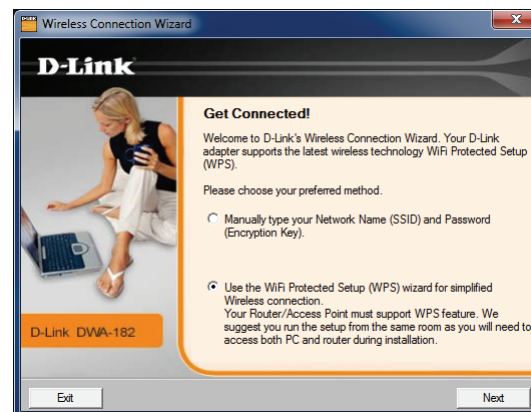 Wireless Connection Wizard
D-Link
Get Connected!
Welcome to D-Link's Wireless Connection Wizard. Your D-Link
adapter supports the latest wireless technology WiFi Protected Setup
(WPS).
Please choose your preferred method.
Manually type your Network Name (SSID) and Password
(Encryption Key).
Use the WiFi Protected Setup (WPS) wizard for simplified
Wireless connection.
Your Router/Access Point must support WPS feature. We
suggest you run the setup from the same room as you will need to
access both PC and router during installation.
D-Link DWA-182
Exit
Next